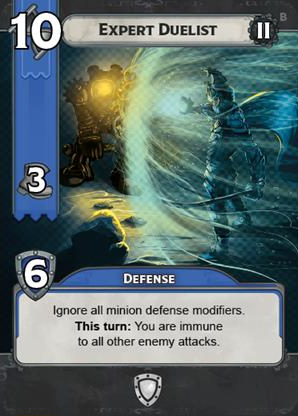 10
EXPERT DUELIST
II
B
3
6
DEFENSE
Ignore all minion defense modifiers.
This turn: You are immune
to all other enemy attacks.